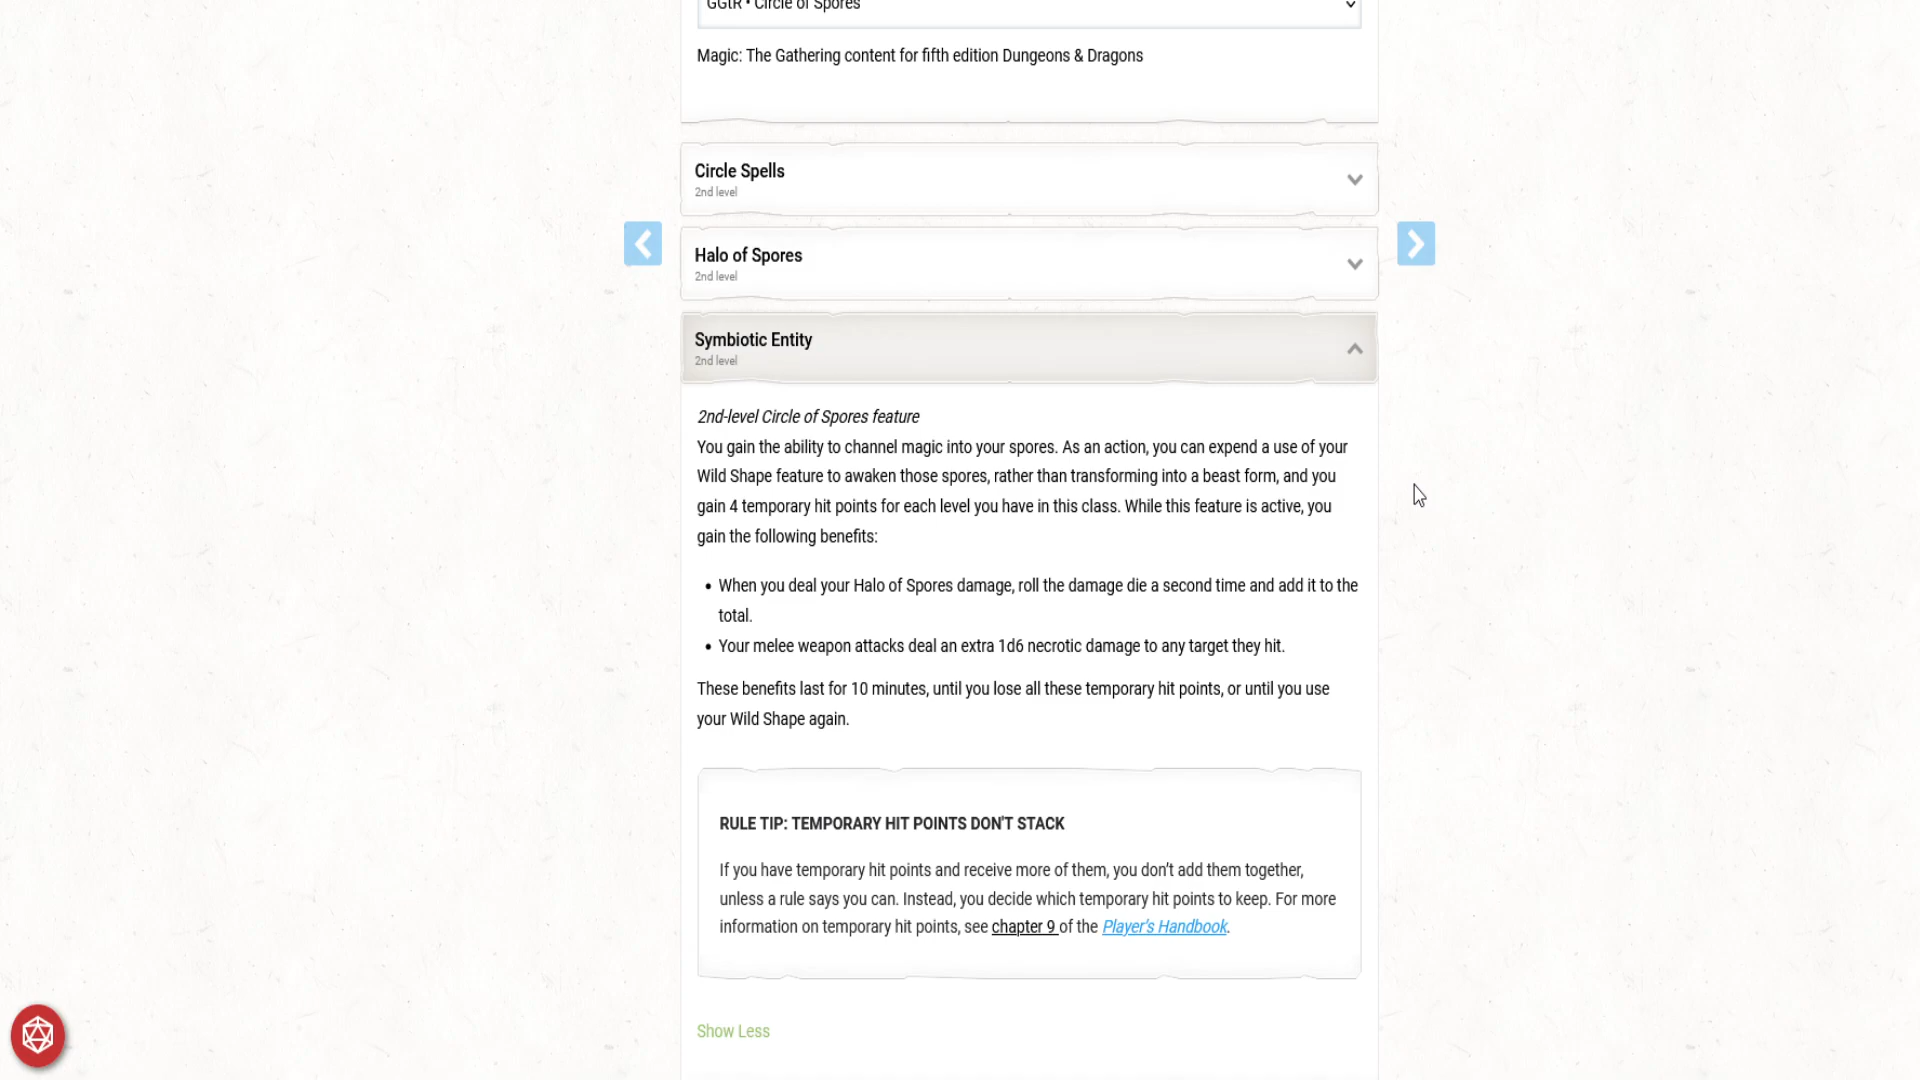 GGtR • Circle of Spores
Magic: The Gathering content for fifth edition Dungeons & Dragons
Circle Spells
2nd level
Halo of Spores
2nd level
Symbiotic Entity
2nd level
2nd-level Circle of Spores feature
You gain the ability to channel magic into your spores. As an action, you can expend a use of your
Wild Shape feature to awaken those spores, rather than transforming into a beast form, and you
gain 4 temporary hit points for each level you have in this class. While this feature is active, you
gain the following benefits:
• When you deal your Halo of Spores damage, roll the damage die a second time and add it to the
total.
• Your melee weapon attacks deal an extra 1d6 necrotic damage to any target they hit.
These benefits last for 10 minutes, until you lose all these temporary hit points, or until you use
your Wild Shape again.
RULE TIP: TEMPORARY HIT POINTS DON'T STACK
If you have temporary hit points and receive more of them, you don’t add them together,
unless a rule says you can. Instead, you decide which temporary hit points to keep. For more
information on temporary hit points, see chapter 9 of the Player’s Handbook.
Show Less